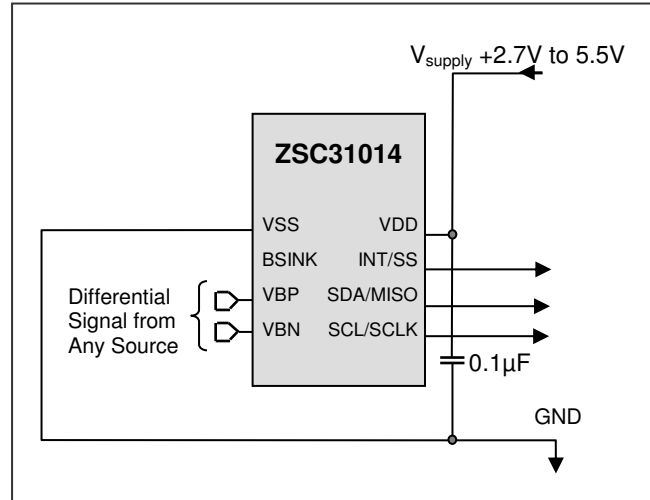 V_supply +2.7V to 5.5V
ZSC31014
VSS VDD
BSINK INT/SS
VBP SDA/MISO
VBN SCL/SCLK
Differential
Signal from
Any Source
0.1µF
GND